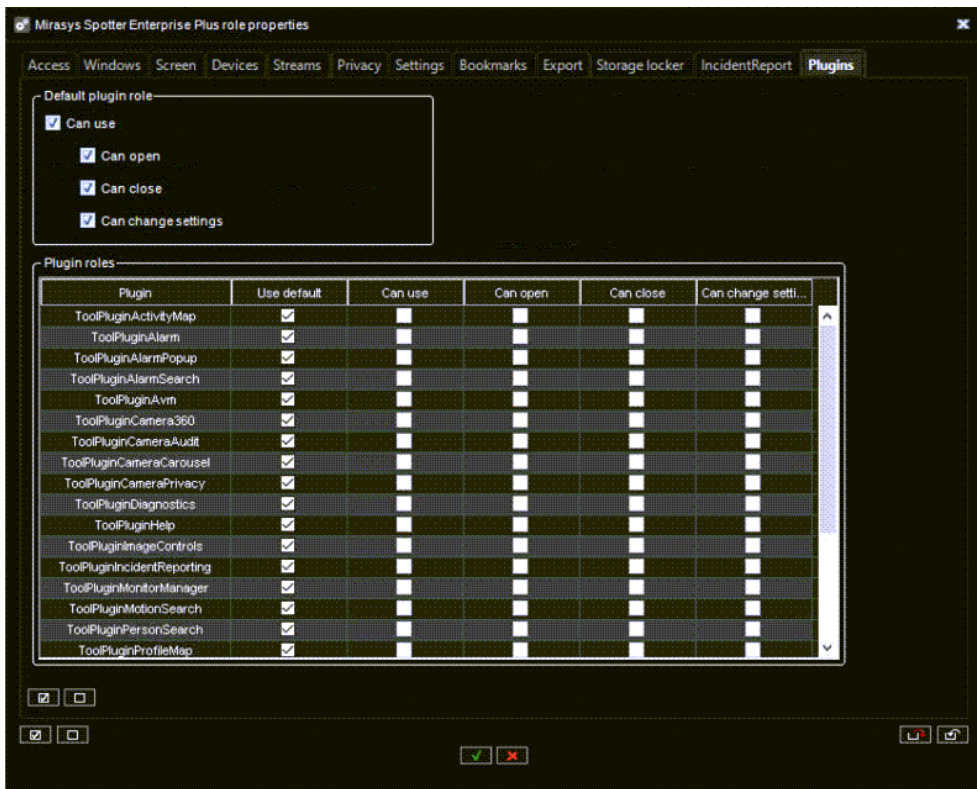 Mirasys Spotter Enterprise Plus role properties
Access Windows Screen Devices Streams Privacy Settings Bookmarks Export Storage locker IncidentReport Plugins
Default plugin role
Can use
Can open
Can close
Can change settings
Plugin roles
Plugin Use default Can use Can open Can close Can change setti...
ToolPluginActivityMap
ToolPluginAlarm
ToolPluginAlarmPopup
ToolPluginAlarmSearch
ToolPluginAvm
ToolPluginCamera360
ToolPluginCameraAudit
ToolPluginCameraCarousel
ToolPluginCameraPrivacy
ToolPluginDiagnostics
ToolPluginHelp
ToolPluginImageControls
ToolPluginIncidentReporting
ToolPluginMonitorManager
ToolPluginMotionSearch
ToolPluginPersonSearch
ToolPluginProfileMap